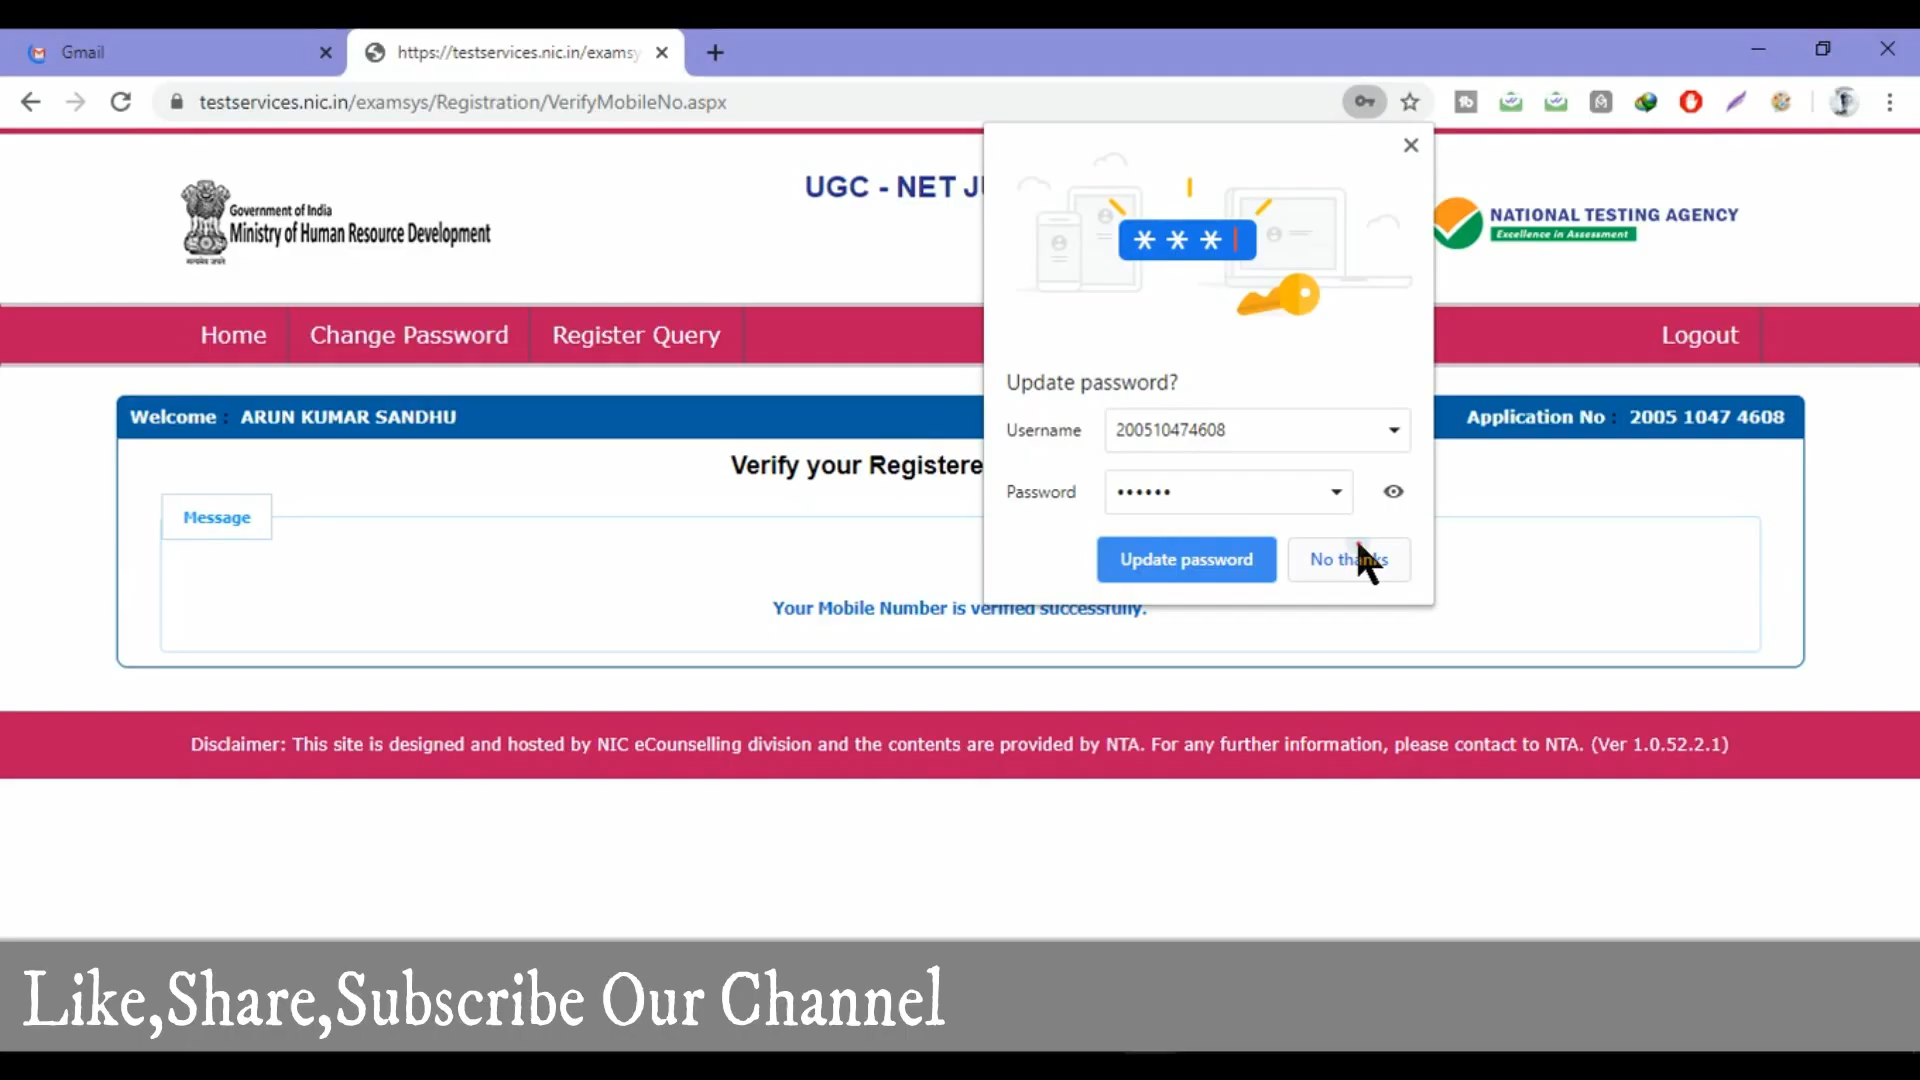 Gmail
https://testservices.nic.in/examsy
testservices.nic.in/examsys/Registration/VerifyMobileNo.aspx
Government of India
Ministry of Human Resource Development
UGC - NET
NATIONAL TESTING AGENCY
Excellence in Assessment
* * *
Home
Change Password
Register Query
Logout
Update password?
Username
200510474608
Password
••••••
Update password
No thanks
Welcome : ARUN KUMAR SANDHU
Application No : 2005 1047 4608
Verify your Registere
Message
Your Mobile Number is verified successfully.
Disclaimer: This site is designed and hosted by NIC eCounselling division and the contents are provided by NTA. For any further information, please contact to NTA. (Ver 1.0.52.2.1)
Like,Share,Subscribe Our Channel